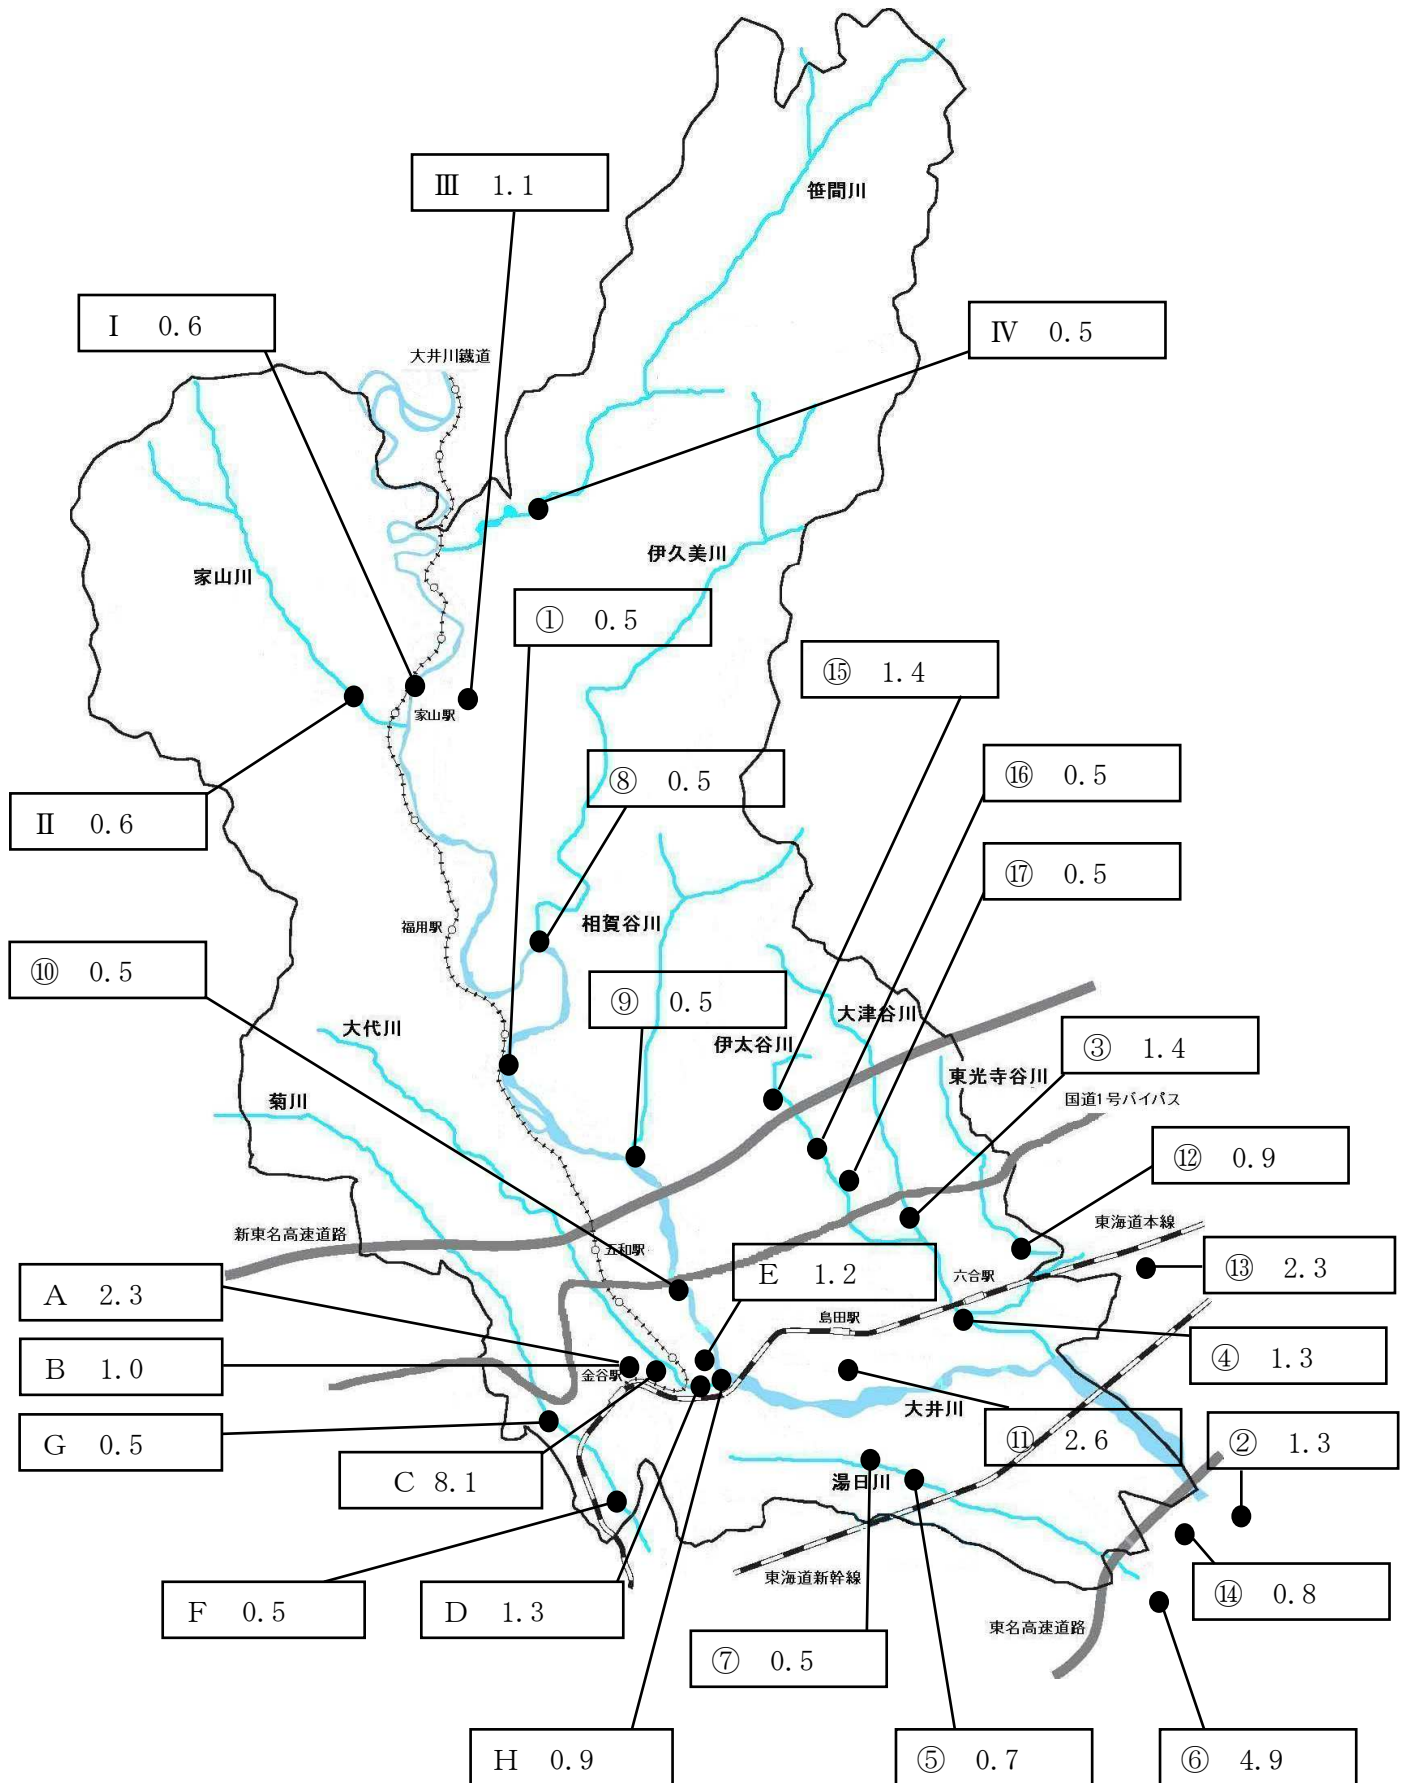 笹間川
Ⅲ 1.1
Ⅰ 0.6
Ⅳ 0.5
大井川鐵道
伊久美川
家山川
① 0.5
⑮ 1.4
家山駅
⑯ 0.5
⑧ 0.5
Ⅱ 0.6
⑰ 0.5
福用駅
相賀谷川
⑩ 0.5
⑨ 0.5
大津谷川
大代川
伊太谷川
③ 1.4
東光寺谷川
菊川
国道1号バイパス
⑫ 0.9
新東名高速道路
東海道本線
五和駅
A 2.3
E 1.2
六合駅
⑬ 2.3
島田駅
B 1.0
金谷駅
④ 1.3
大井川
G 0.5
⑪ 2.6
② 1.3
C 8.1
湯日川
東海道新幹線
⑭ 0.8
F 0.5
D 1.3
東名高速道路
⑦ 0.5
H 0.9
⑤ 0.7
⑥ 4.9